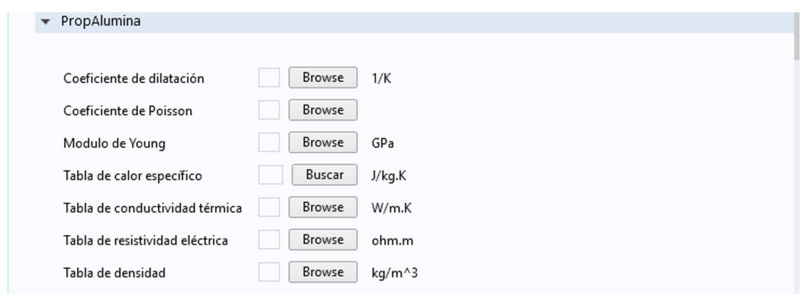 PropAlumina
Coeficiente de dilatación Browse 1/K
Coeficiente de Poisson Browse
Modulo de Young Browse GPa
Tabla de calor específico Buscar J/kg.K
Tabla de conductividad térmica Browse W/m.K
Tabla de resistividad eléctrica Browse ohm.m
Tabla de densidad Browse kg/m^3